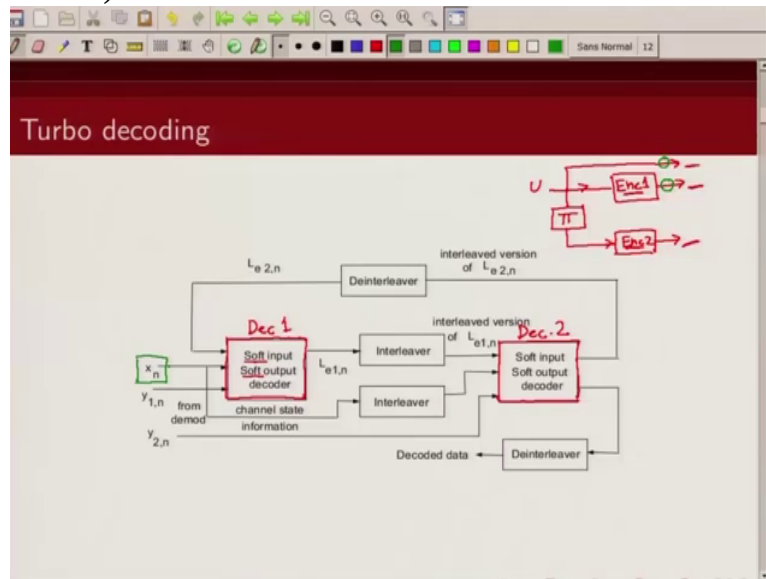 Sans Normal 12
Turbo decoding
U
Enc1
π
Enc2
L e 2,n
Deinterleaver
interleaved version
of L e 2,n
Dec 1
Soft input
Soft output
decoder
L e1,n
Interleaver
interleaved version
of L e1,n
Dec. 2
Soft input
Soft output
decoder
x n
y 1,n
from
demod
channel state
information
Interleaver
y 2,n
Decoded data
Deinterleaver